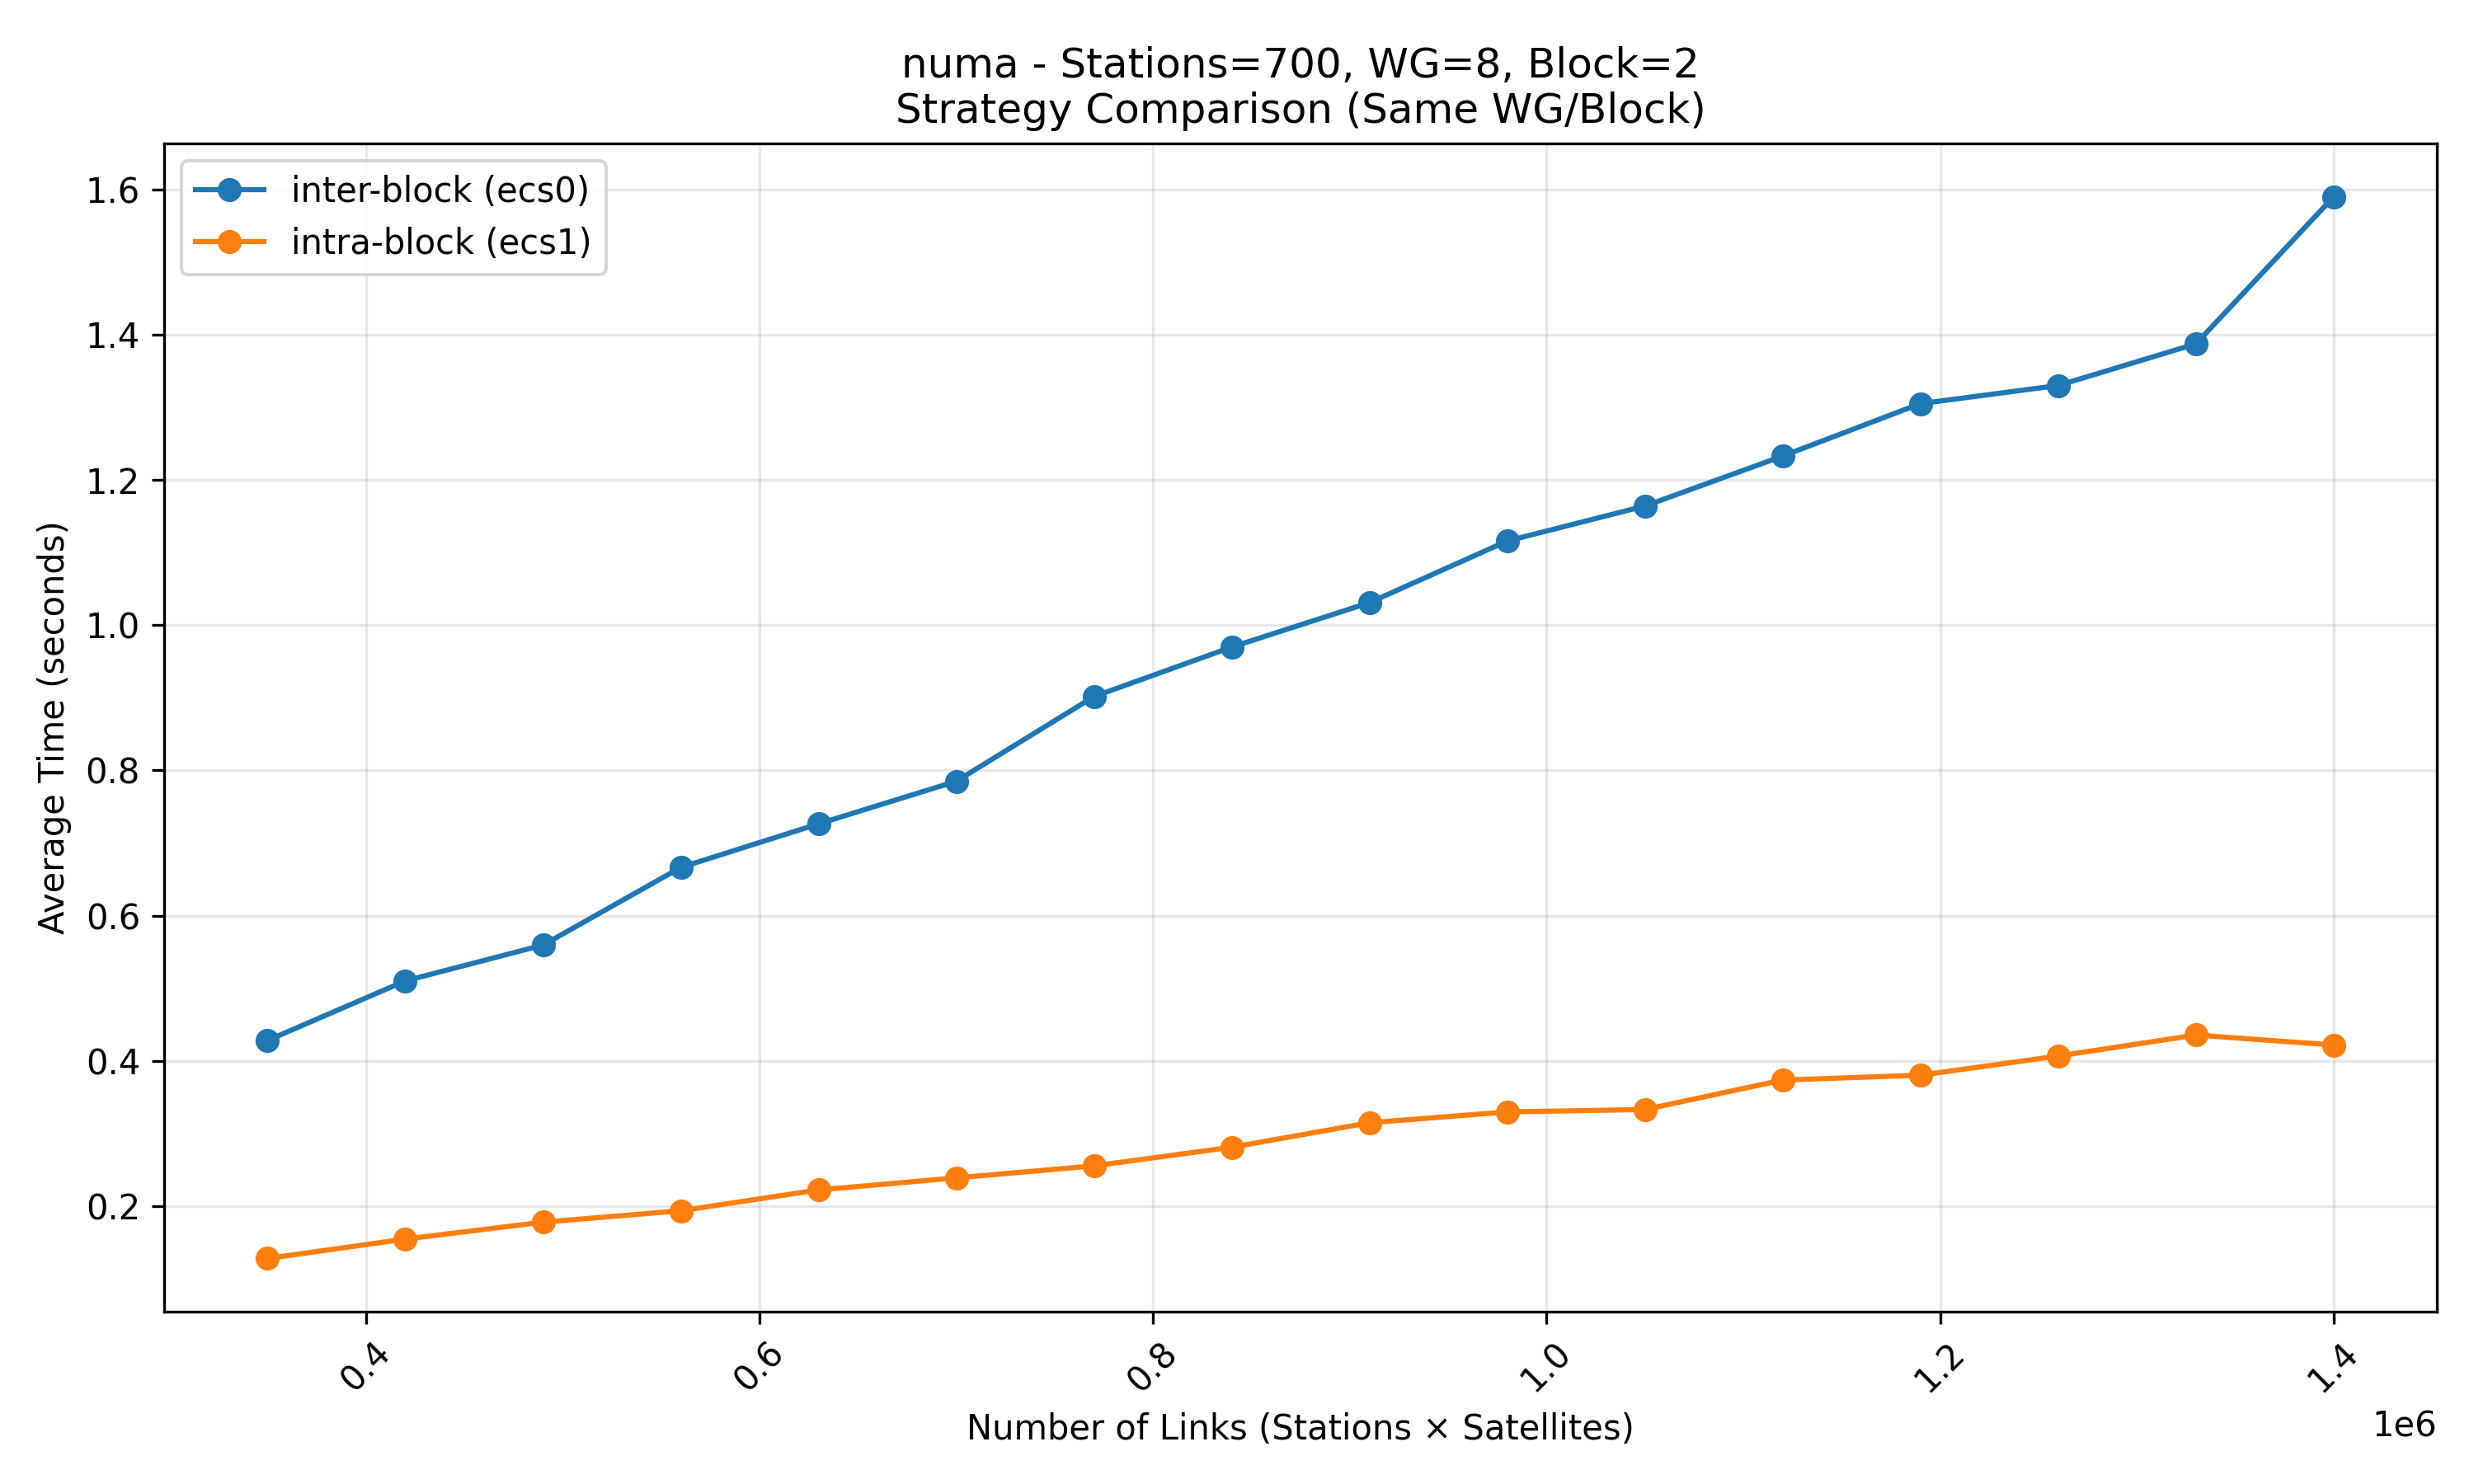 numa - Stations=700, WG=8, Block=2
Strategy Comparison (Same WG/Block)
inter-block (ecs0)
intra-block (ecs1)
Average Time (seconds)
1.6
1.4
1.2
1.0
0.8
0.6
0.4
0.2
0.4
0.6
0.8
1.0
1.2
1.4
1e6
Number of Links (Stations × Satellites)